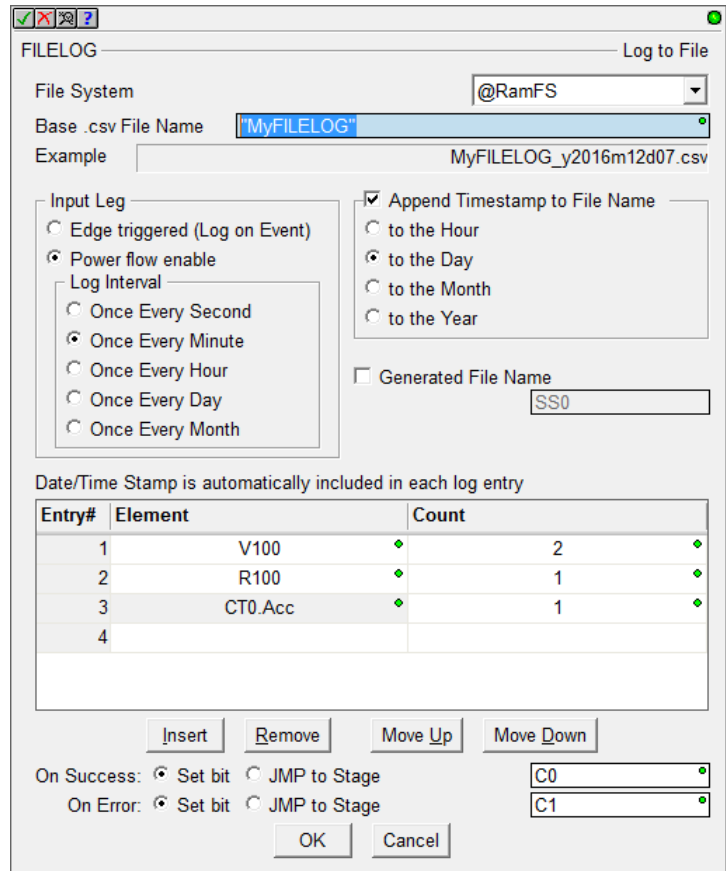 FILELOG Log to File
File System @RamFS
Base .csv File Name "MyFILELOG"
Example MyFILELOG_y2016m12d07.csv
Input Leg
Edge triggered (Log on Event)
Power flow enable
Log Interval
Once Every Second
Once Every Minute
Once Every Hour
Once Every Day
Once Every Month
Append Timestamp to File Name
to the Hour
to the Day
to the Month
to the Year
Generated File Name
SS0
Date/Time Stamp is automatically included in each log entry
Entry# Element Count
1 V100 2
2 R100 1
3 CT0.Acc 1
4
Insert Remove Move Up Move Down
On Success: Set bit JMP to Stage C0
On Error: Set bit JMP to Stage C1
OK Cancel